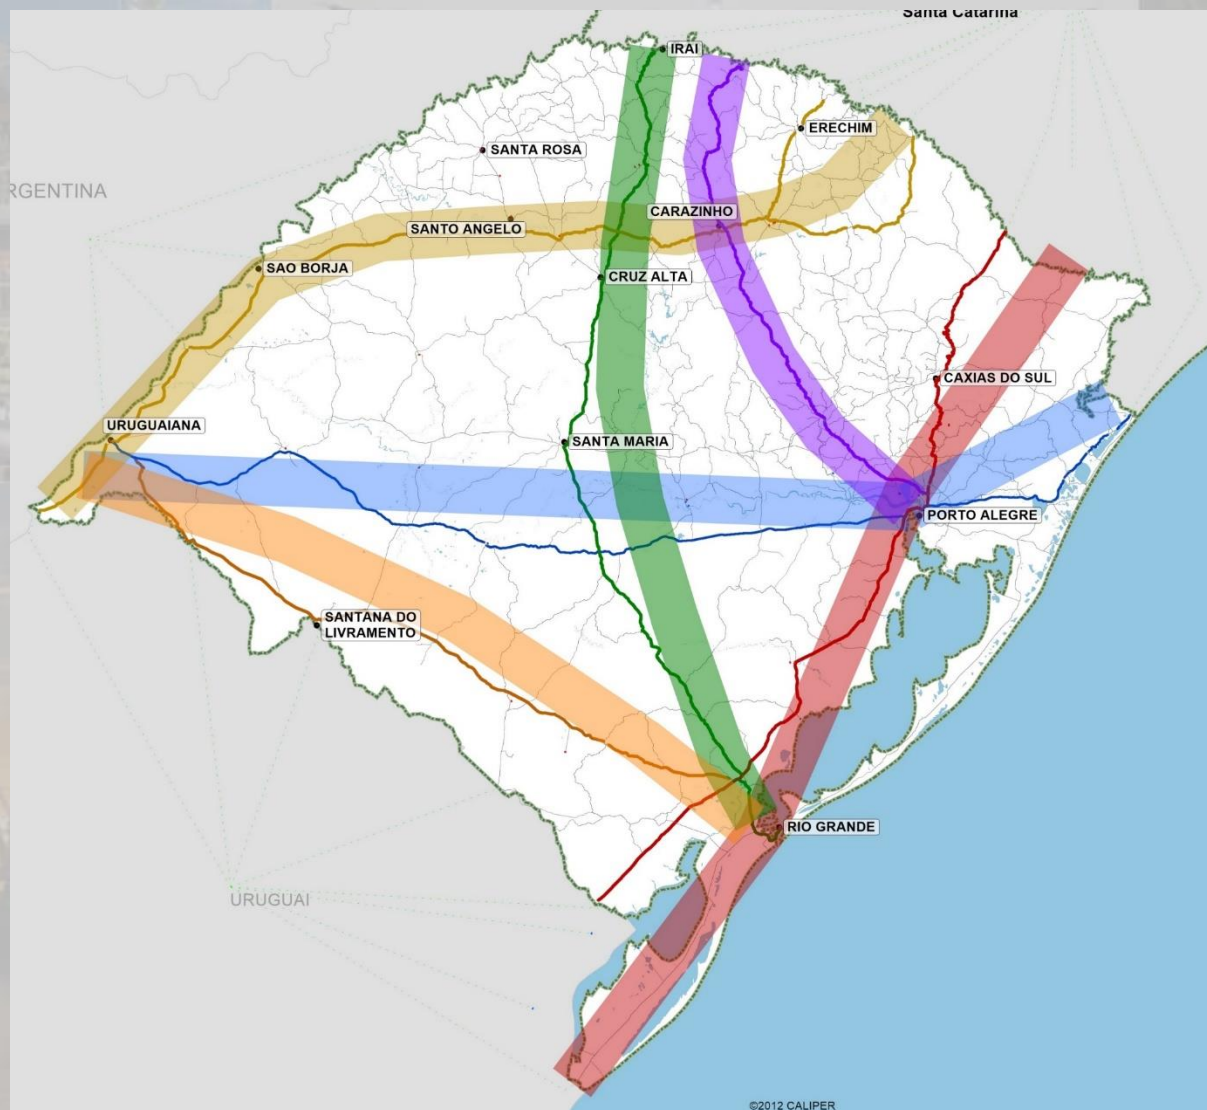 Santa Catarina
IRAI
ERECHIM
SANTA ROSA
RGENTINA
CARAZINHO
SANTO ANGELO
SAO BORJA
CRUZ ALTA
CAXIAS DO SUL
URUGUAIANA
SANTA MARIA
PORTO ALEGRE
SANTANA DO
LIVRAMENTO
RIO GRANDE
URUGUAI
©2012 CALIPER